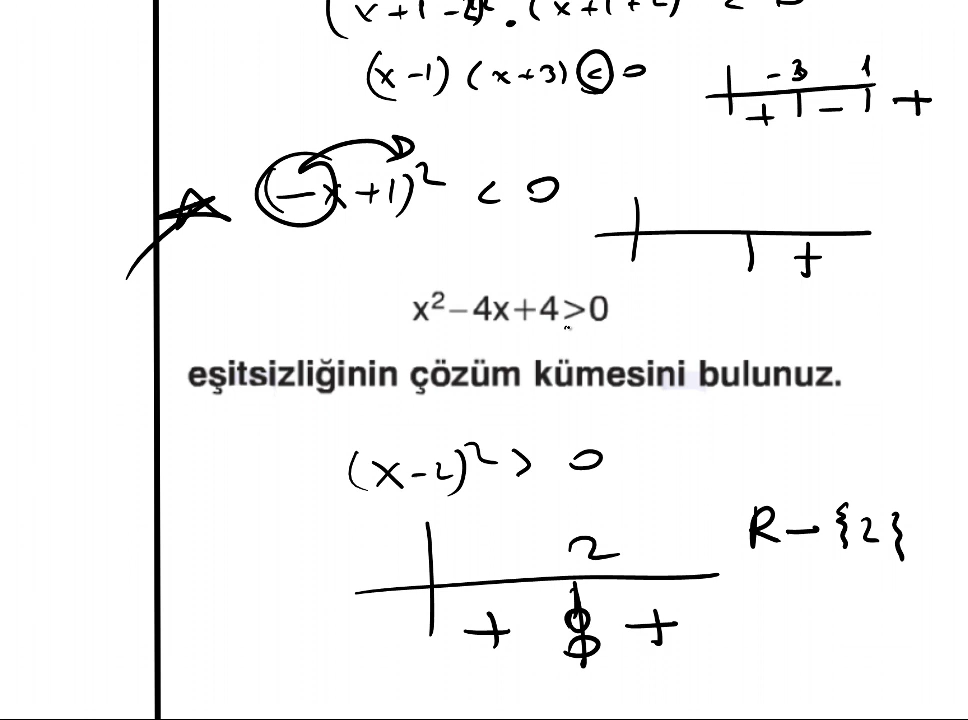 (x-1) (x+3) < 0
-3 1
+ - +
(-x+1)² < 0
+
x²-4x+4>0
eşitsizliğinin çözüm kümesini bulunuz.
(x-2)² > 0
R-{2}
2
+ +